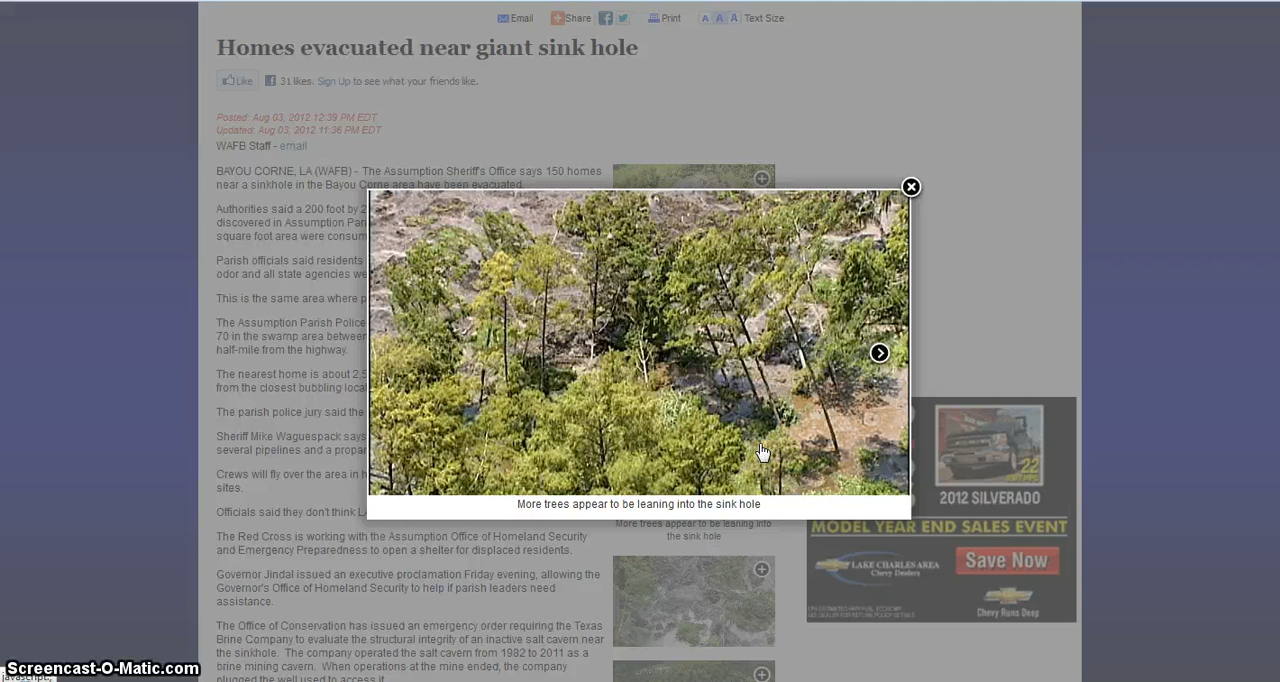 Email Share Print A A A Text Size
Homes evacuated near giant sink hole
Like 31 likes. Sign Up to see what your friends like.
Posted: Aug 03, 2012 12:39 PM EDT
Updated: Aug 03, 2012 11:36 PM EDT
WAFB Staff - email
BAYOU CORNE, LA (WAFB) - The Assumption Sheriff's Office says 150 homes
near a sinkhole in the Bayou Corne area have been evacuated.
Authorities said a 200 foot by 2
discovered in Assumption Pari
square foot area were consum
Parish officials said residents
odor and all state agencies we
This is the same area where p
The Assumption Parish Police
70 in the swamp area between
half-mile from the highway.
The nearest home is about 2,5
from the closest bubbling loca
The parish police jury said the
Sheriff Mike Waguespack says
several pipelines and a propan
Crews will fly over the area in h
sites.
Officials said they don't think L
The Red Cross is working with the Assumption Office of Homeland Security
and Emergency Preparedness to open a shelter for displaced residents.
Governor Jindal issued an executive proclamation Friday evening, allowing the
Governor's Office of Homeland Security to help if parish leaders need
assistance.
The Office of Conservation has issued an emergency order requiring the Texas
Brine Company to evaluate the structural integrity of an inactive salt cavern near
the sinkhole. The company operated the salt cavern from 1982 to 2011 as a
brine mining cavern. When operations at the mine ended, the company
plugged the well used to access it.
More trees appear to be leaning into the sink hole
More trees appear to be leaning into
the sink hole
22
2012 SILVERADO
MODEL YEAR END SALES EVENT
LAKE CHARLES AREA
Chevy Dealers
Save Now
Chevy Runs Deep
Screencast-O-Matic.com